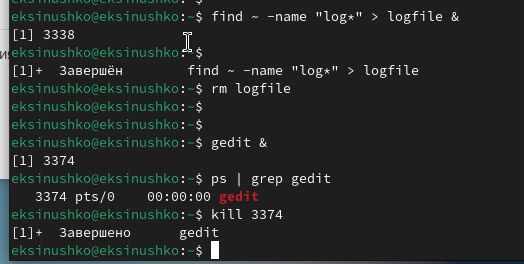 eksinushko@eksinushko:~$ find ~ -name "log*" > logfile &
[1] 3338
eksinushko@eksinushko:~$
[1]+  Завершён        find ~ -name "log*" > logfile
eksinushko@eksinushko:~$ rm logfile
eksinushko@eksinushko:~$
eksinushko@eksinushko:~$
eksinushko@eksinushko:~$ gedit &
[1] 3374
eksinushko@eksinushko:~$ ps | grep gedit
   3374 pts/0    00:00:00 gedit
eksinushko@eksinushko:~$ kill 3374
[1]+  Завершено      gedit
eksinushko@eksinushko:~$